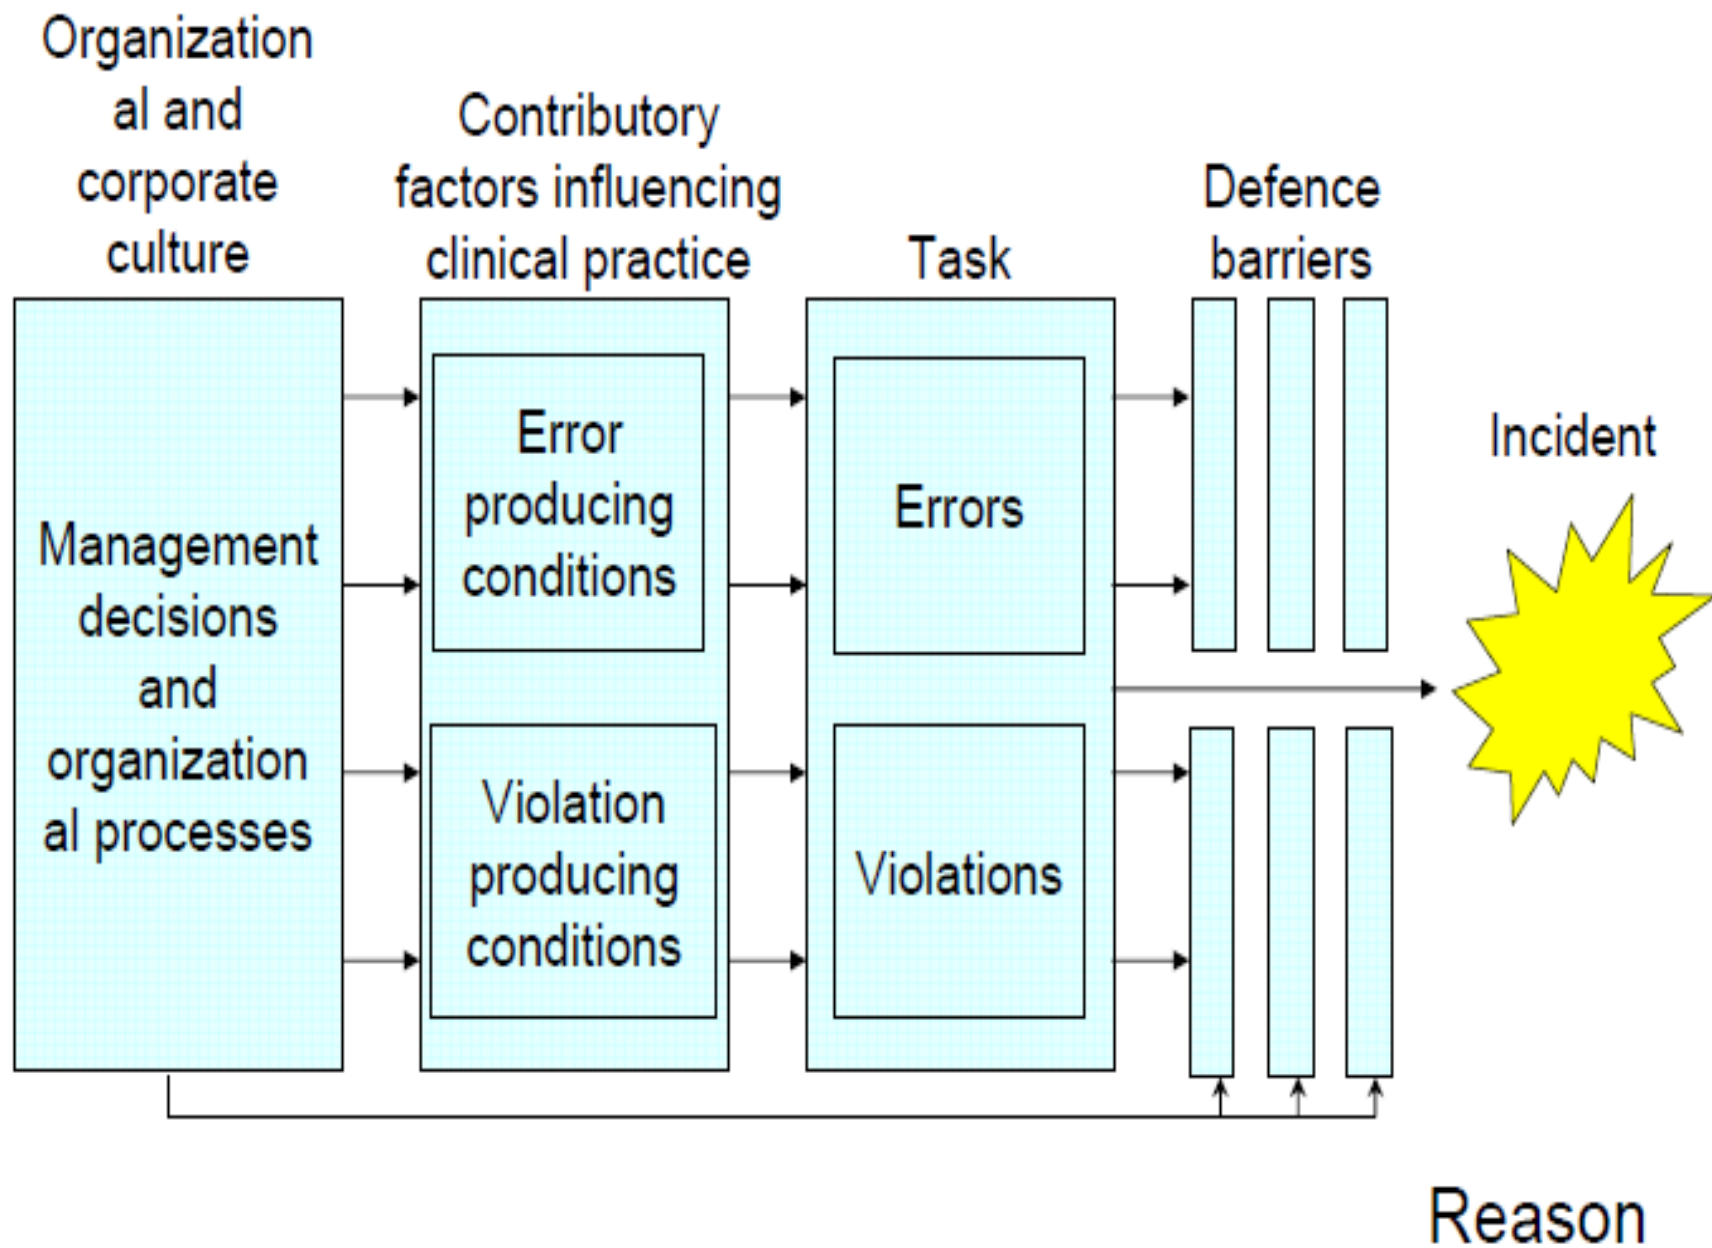 Organization
al and
corporate
culture
Contributory
factors influencing
clinical practice
Task
Defence
barriers
Management
decisions
and
organization
al processes
Error
producing
conditions
Violation
producing
conditions
Errors
Violations
Incident
Reason